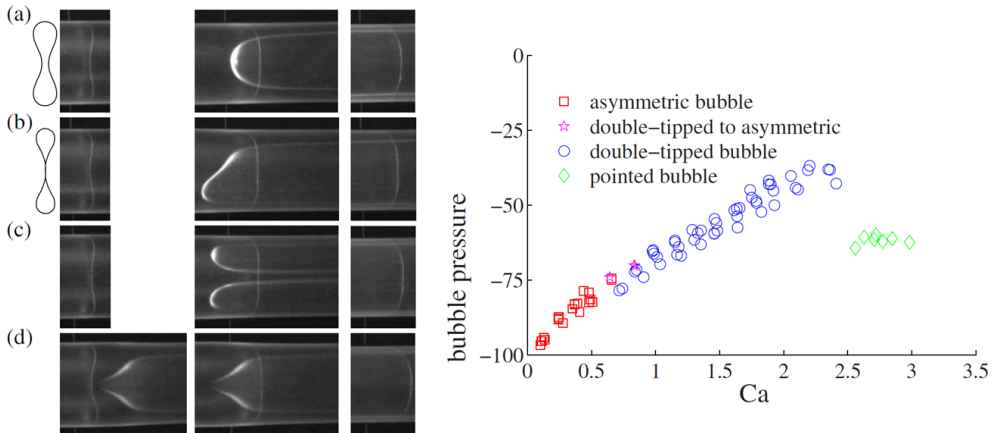 (a)
(b)
(c)
(d)
bubble pressure
0
−25
−50
−75
−100
asymmetric bubble
double−tipped to asymmetric
double−tipped bubble
pointed bubble
0
0.5
1
1.5
2
2.5
3
3.5
Ca